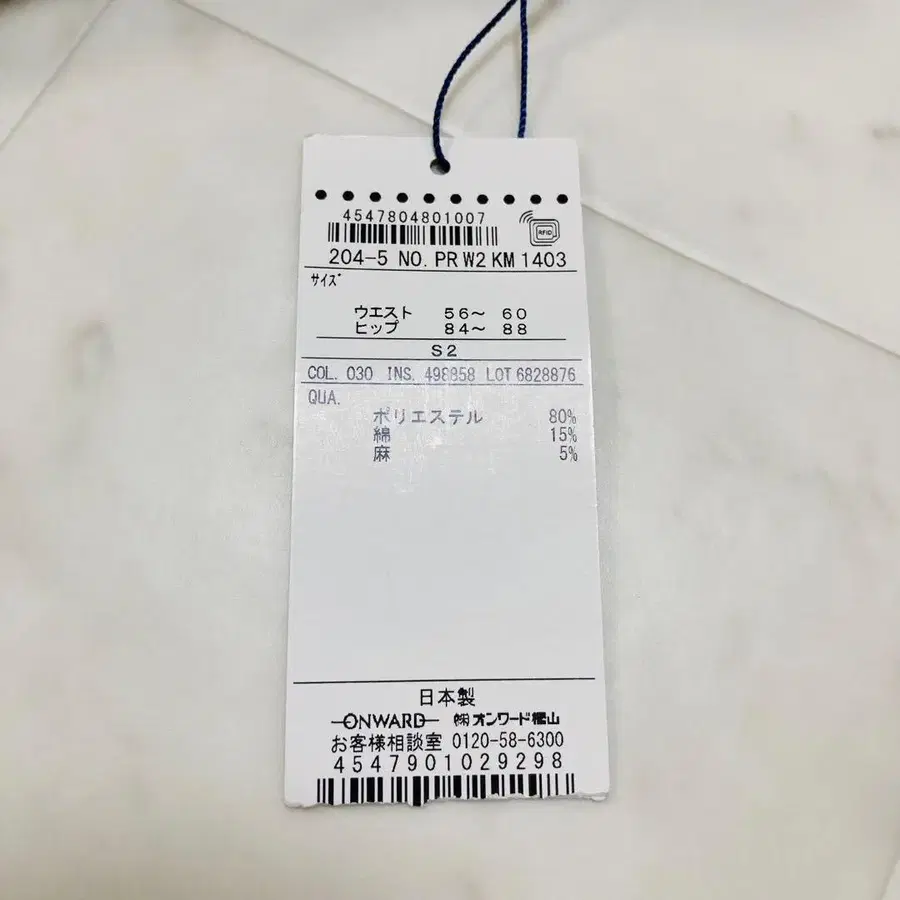 4547804801007
RFID
204-5 NO. PR W2 KM 1403
サイズ
ウエスト 56～ 60
ヒップ 84～ 88
S2
COL. 030 INS. 498858 LOT 6828876
QUA.
ポリエステル 80%
綿 15%
麻 5%
日本製
ONWARD ㈱オンワード樫山
お客様相談室 0120-58-6300
4547901029298